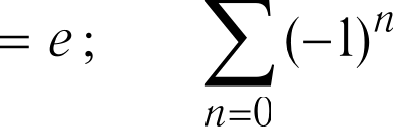 = e ; ∑ n=0 (−1)ⁿ